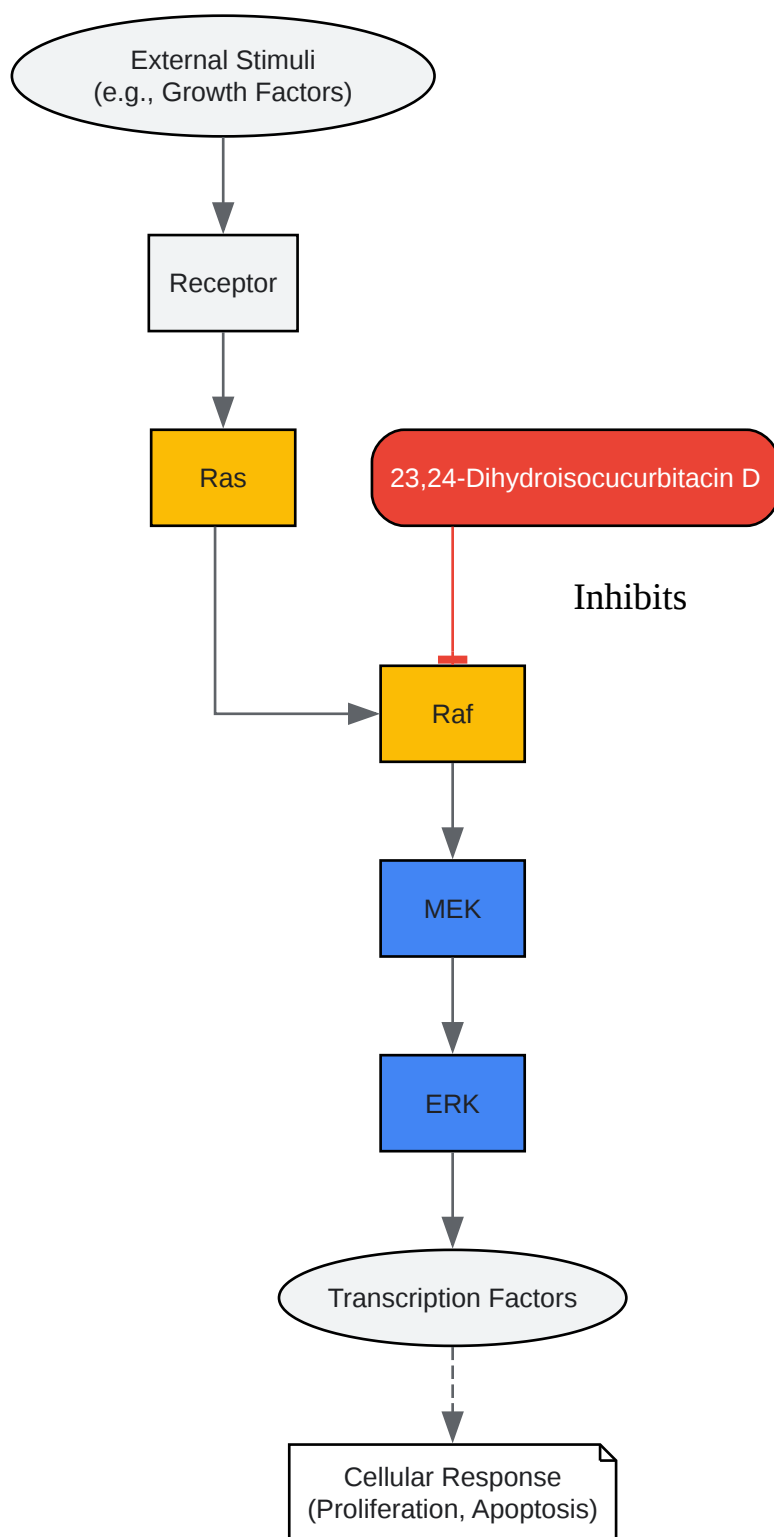 External Stimuli
(e.g., Growth Factors)
Receptor
Ras
23,24-Dihydroisocucurbitacin D
Inhibits
Raf
MEK
ERK
Transcription Factors
Cellular Response
(Proliferation, Apoptosis)